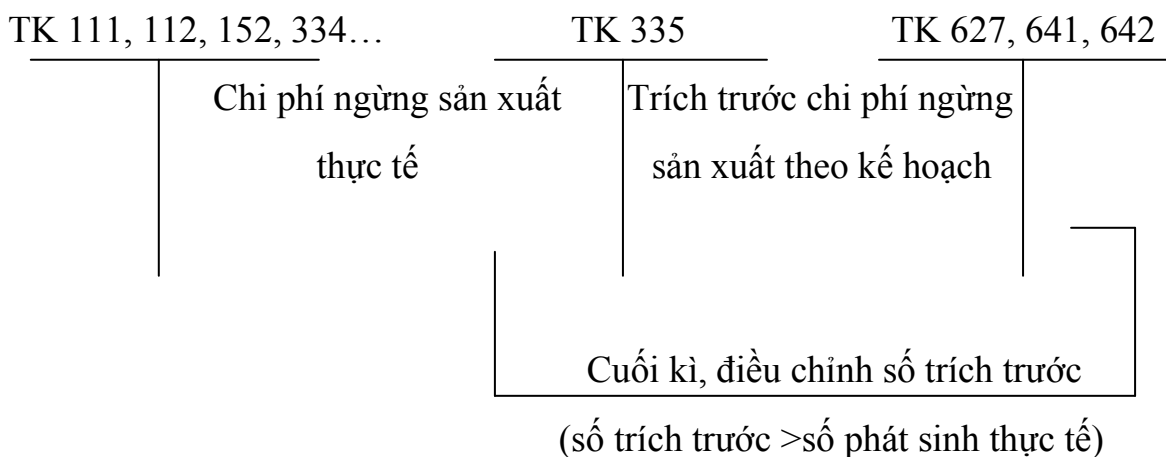 TK 111, 112, 152, 334… TK 335 TK 627, 641, 642
Chi phí ngừng sản xuất
thực tế
Trích trước chi phí ngừng
sản xuất theo kế hoạch
Cuối kì, điều chỉnh số trích trước
(số trích trước >số phát sinh thực tế)